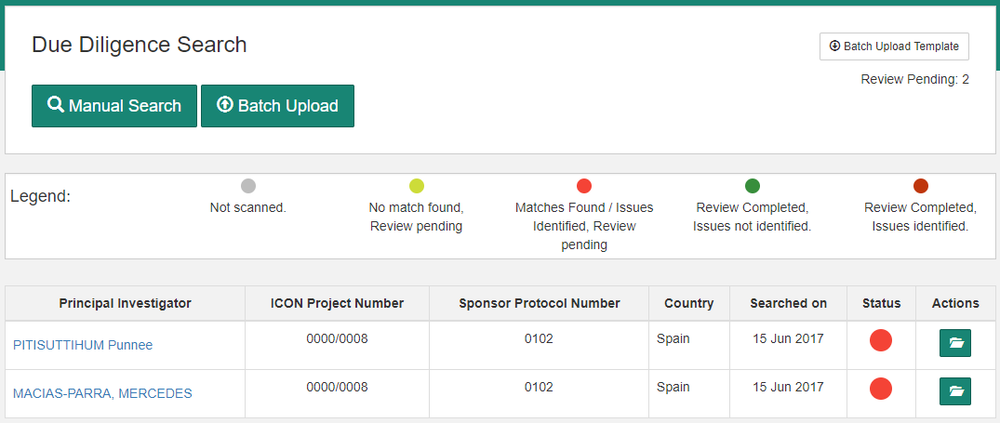 Due Diligence Search
Batch Upload Template
Review Pending: 2
Manual Search
Batch Upload
Legend:
Not scanned.
No match found,
Review pending
Matches Found / Issues
Identified, Review
pending
Review Completed,
Issues not identified.
Review Completed,
Issues identified.
Principal Investigator ICON Project Number Sponsor Protocol Number Country Searched on Status Actions
PITISUTTIHUM Punnee 0000/0008 0102 Spain 15 Jun 2017
MACIAS-PARRA, MERCEDES 0000/0008 0102 Spain 15 Jun 2017